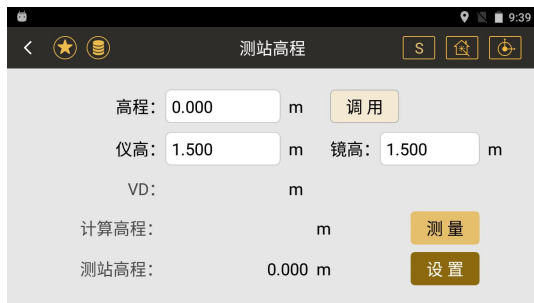 9:39
测站高程
S
高程： 0.000 m 调用
仪高： 1.500 m 镜高： 1.500 m
VD： m
计算高程： m 测量
测站高程： 0.000 m 设置